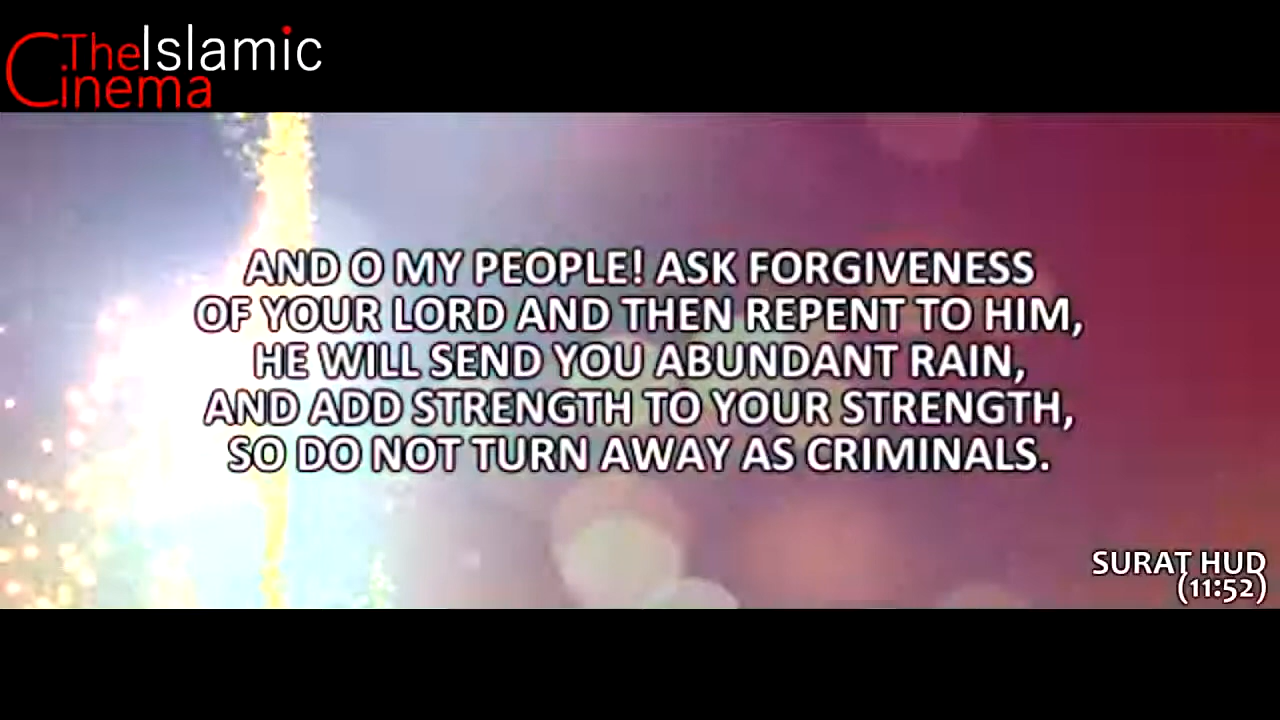 TheIslamic
Cinema
AND O MY PEOPLE! ASK FORGIVENESS
OF YOUR LORD AND THEN REPENT TO HIM,
HE WILL SEND YOU ABUNDANT RAIN,
AND ADD STRENGTH TO YOUR STRENGTH,
SO DO NOT TURN AWAY AS CRIMINALS.
SURAT HUD
(11:52)